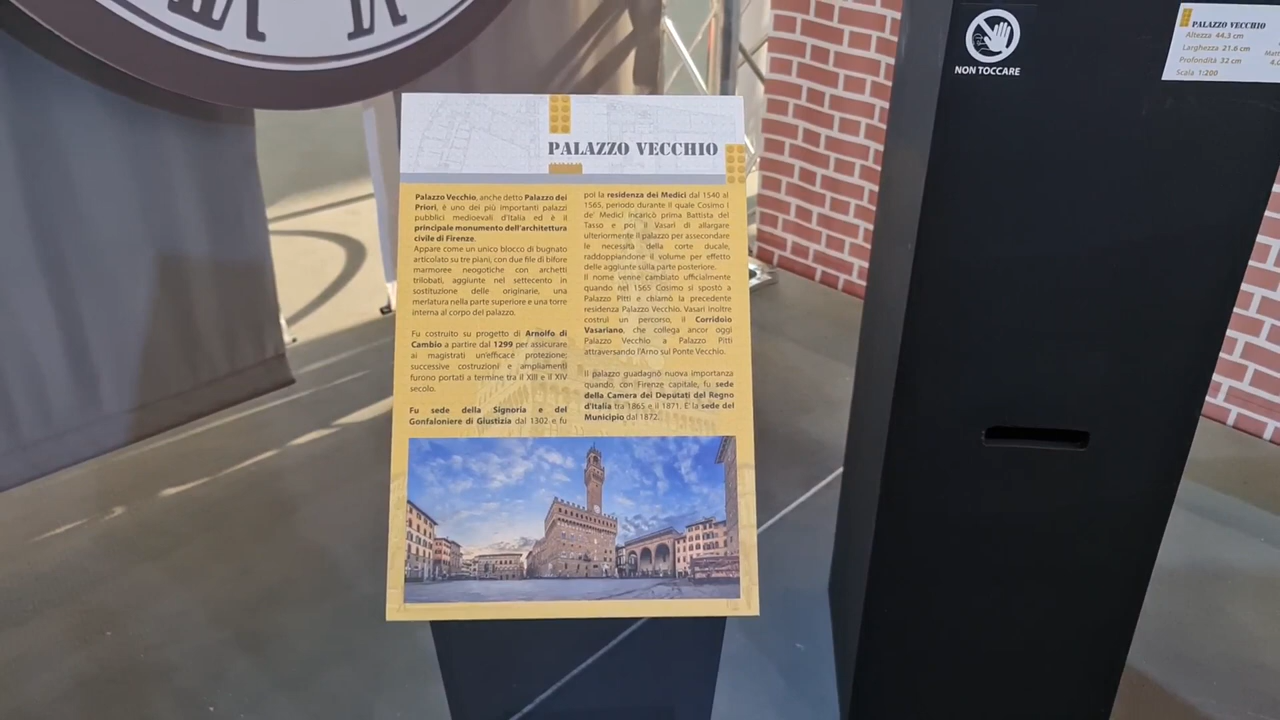 NON TOCCARE
PALAZZO VECCHIO
Altezza 44.3 cm
Larghezza 21.6 cm
Profondità 32 cm
Scala 1:200
PALAZZO VECCHIO
Palazzo Vecchio, anche detto Palazzo dei
Priori, è uno dei più importanti palazzi
pubblici medioevali d'Italia ed è il
principale monumento dell'architettura
civile di Firenze.
Appare come un unico blocco di bugnato
articolato su tre piani, con due file di bifore
marmoree neogotiche con archetti
trilobati, aggiunte nel settecento in
sostituzione delle originarie, una
merlatura nella parte superiore e una torre
interna al corpo del palazzo.
Fu costruito su progetto di Arnolfo di
Cambio a partire dal 1299 per assicurare
ai magistrati un'efficace protezione;
successive costruzioni e ampliamenti
furono portati a termine tra il XIII e il XIV
secolo.
Fu sede della Signoria e del
Gonfaloniere di Giustizia dal 1302 e fu
poi la residenza dei Medici dal 1540 al
1565, periodo durante il quale Cosimo I
de' Medici incaricò prima Battista del
Tasso e poi il Vasari di allargare
ulteriormente il palazzo per assecondare
le necessità della corte ducale,
raddoppiandone il volume per effetto
delle aggiunte sulla parte posteriore.
Il nome venne cambiato ufficialmente
quando nel 1565 Cosimo si spostò a
Palazzo Pitti e chiamò la precedente
residenza Palazzo Vecchio. Vasari inoltre
costruì un percorso, il Corridoio
Vasariano, che collega ancor oggi
Palazzo Vecchio a Palazzo Pitti
attraversando l'Arno sul Ponte Vecchio.
Il palazzo guadagnò nuova importanza
quando, con Firenze capitale, fu sede
della Camera dei Deputati del Regno
d'Italia tra 1865 e il 1871. E' la sede del
Municipio dal 1872.